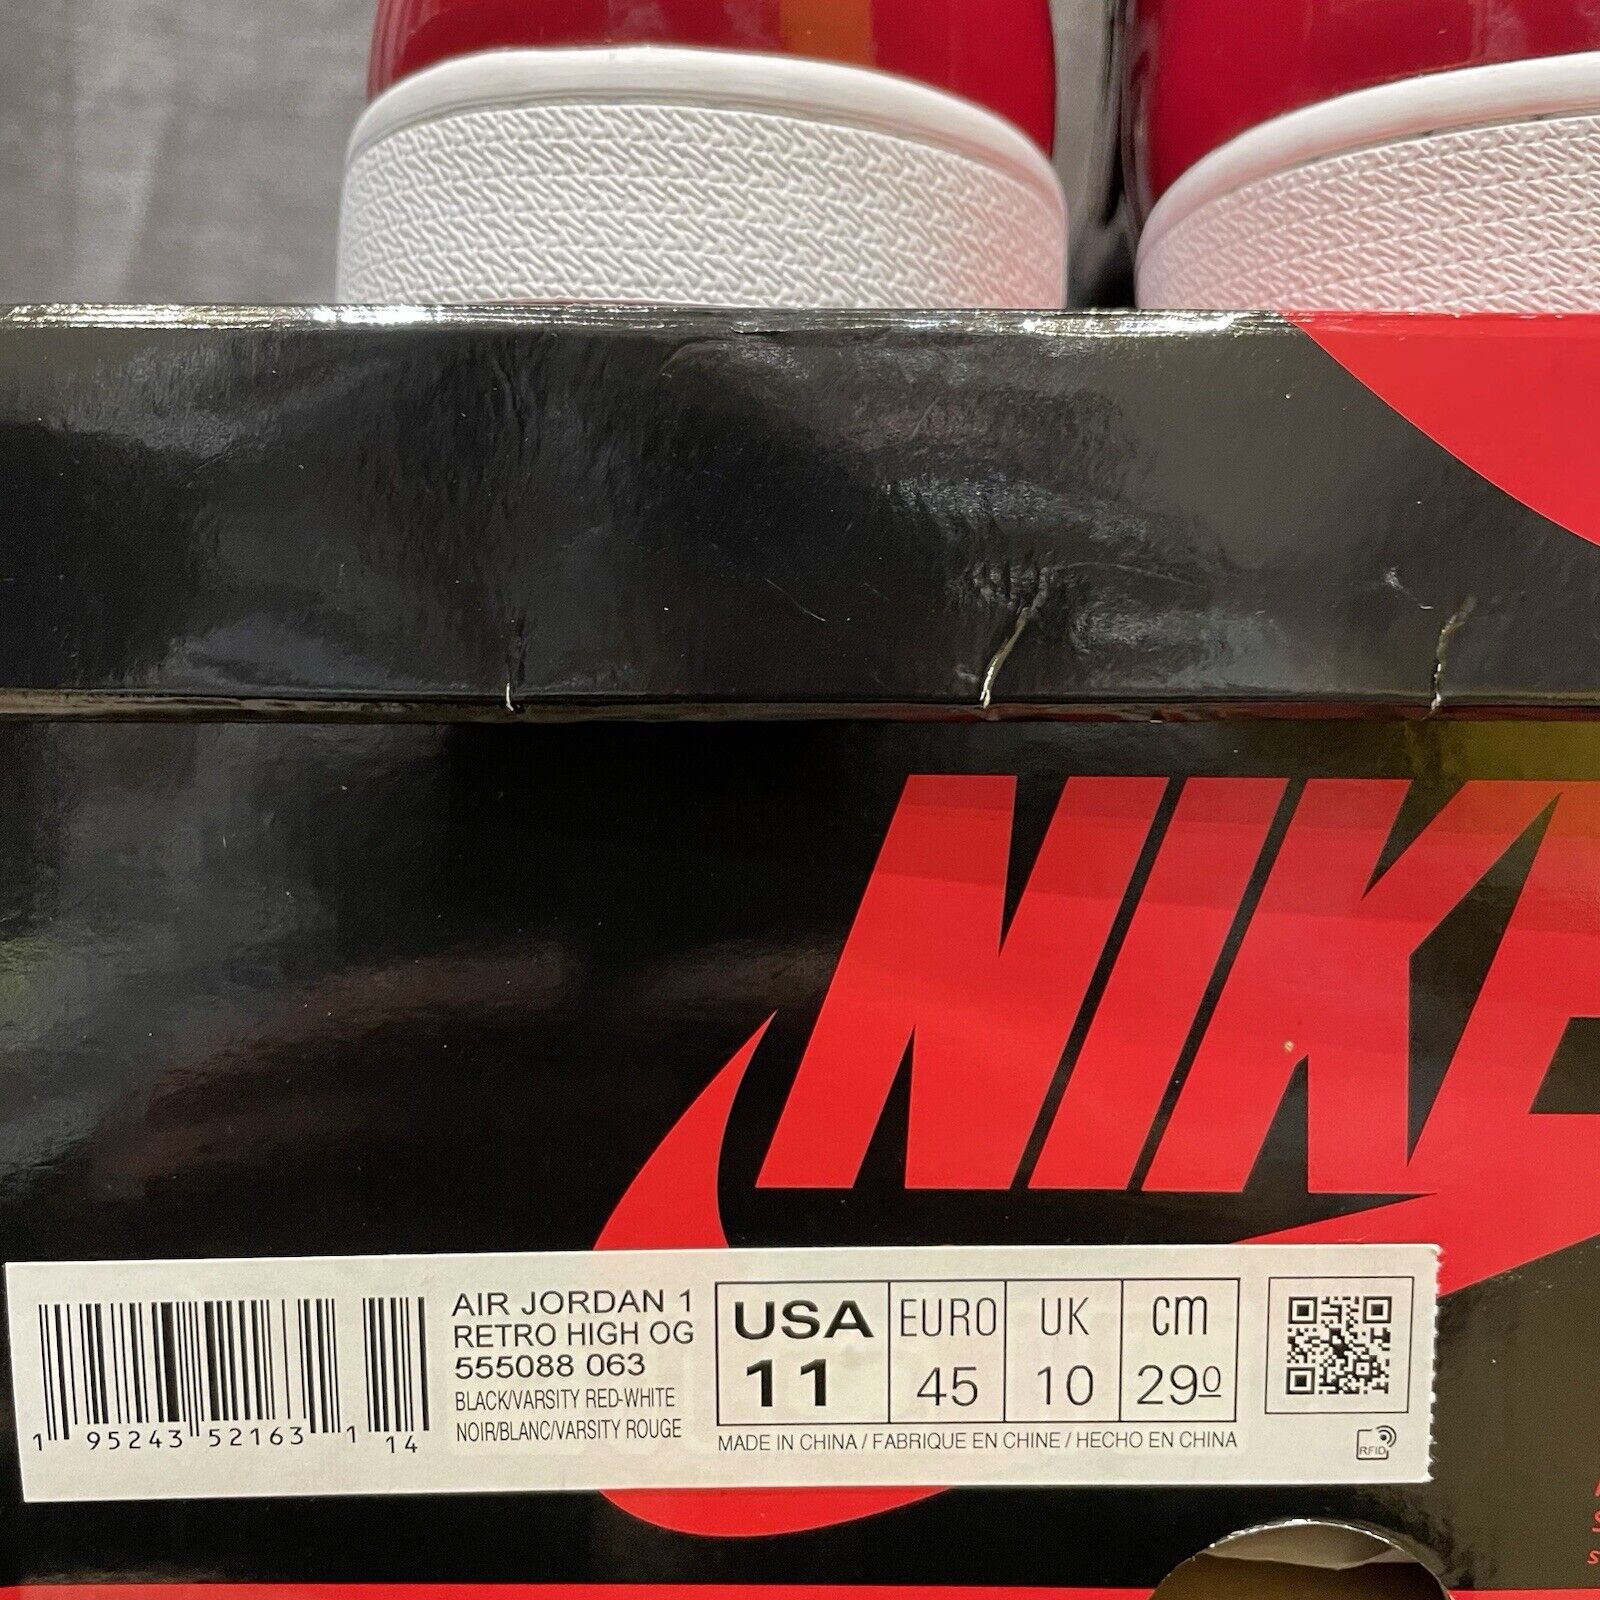 NIKE
AIR JORDAN 1
RETRO HIGH OG
555088 063
BLACK/VARSITY RED-WHITE
NOIR/BLANC/VARSITY ROUGE
1 95243 52163 1 14
USA EURO UK cm
11 45 10 290
MADE IN CHINA / FABRIQUE EN CHINE / HECHO EN CHINA
RFID